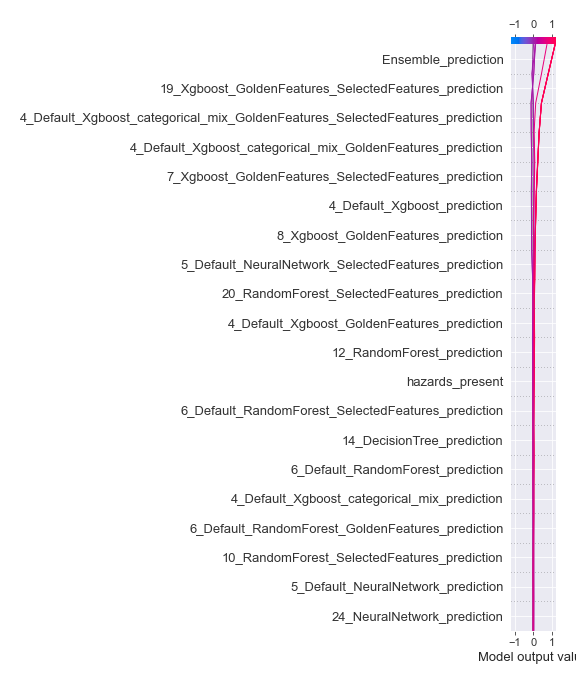 −1 0 1
Ensemble_prediction
19_Xgboost_GoldenFeatures_SelectedFeatures_prediction
4_Default_Xgboost_categorical_mix_GoldenFeatures_SelectedFeatures_prediction
4_Default_Xgboost_categorical_mix_GoldenFeatures_prediction
7_Xgboost_GoldenFeatures_SelectedFeatures_prediction
4_Default_Xgboost_prediction
8_Xgboost_GoldenFeatures_prediction
5_Default_NeuralNetwork_SelectedFeatures_prediction
20_RandomForest_SelectedFeatures_prediction
4_Default_Xgboost_GoldenFeatures_prediction
12_RandomForest_prediction
hazards_present
6_Default_RandomForest_SelectedFeatures_prediction
14_DecisionTree_prediction
6_Default_RandomForest_prediction
4_Default_Xgboost_categorical_mix_prediction
6_Default_RandomForest_GoldenFeatures_prediction
10_RandomForest_SelectedFeatures_prediction
5_Default_NeuralNetwork_prediction
24_NeuralNetwork_prediction
−1 0 1
Model output valu